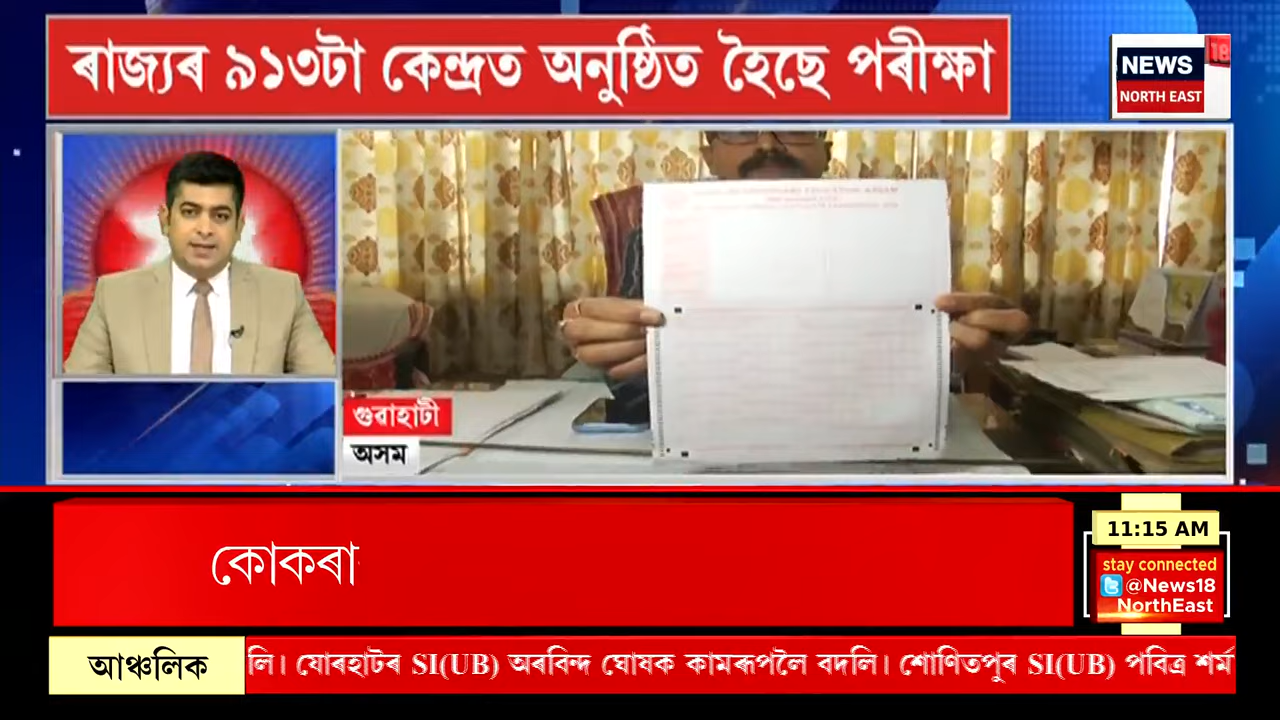 ৰাজ্যৰ ৯১৩টা কেন্দ্ৰত অনুষ্ঠিত হৈছে পৰীক্ষা
NEWS 18
NORTH EAST
গুৱাহাটী
অসম
কোকৰা
11:15 AM
stay connected
@News18
NorthEast
আঞ্চলিক
লি। যোৰহাটৰ SI(UB) অৰবিন্দ ঘোষক কামৰূপলৈ বদলি। শোণিতপুৰ SI(UB) পবিত্ৰ শৰ্ম